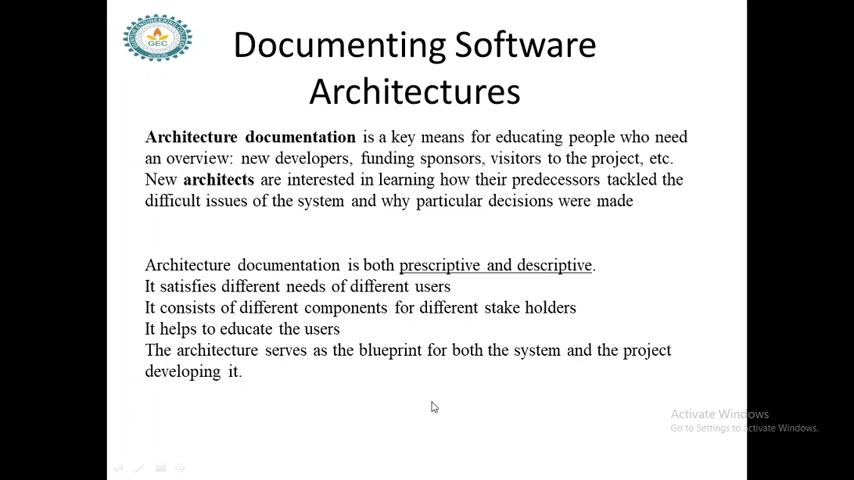 GEC
Documenting Software
Architectures
Architecture documentation is a key means for educating people who need
an overview: new developers, funding sponsors, visitors to the project, etc.
New architects are interested in learning how their predecessors tackled the
difficult issues of the system and why particular decisions were made
Architecture documentation is both prescriptive and descriptive.
It satisfies different needs of different users
It consists of different components for different stake holders
It helps to educate the users
The architecture serves as the blueprint for both the system and the project
developing it.
Activate Windows
Go to Settings to activate Windows.